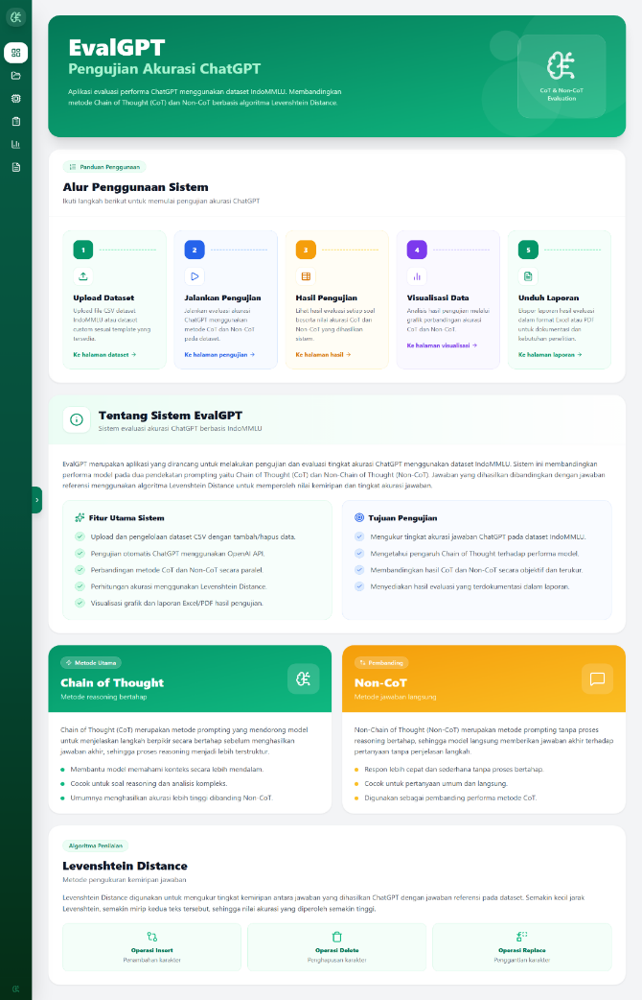 EvalGPT
Pengujian Akurasi ChatGPT
Aplikasi evaluasi performa ChatGPT menggunakan dataset IndoMMLU. Membandingkan
metode Chain of Thought (CoT) dan Non-CoT berbasis algoritma Levenshtein Distance.
CoT & Non-CoT
Evaluation
Panduan Penggunaan
Alur Penggunaan Sistem
Ikuti langkah berikut untuk memulai pengujian akurasi ChatGPT
1
Upload Dataset
Upload file CSV dataset
IndoMMLU atau dataset
custom sesuai template yang
tersedia.
Ke halaman dataset →
2
Jalankan Pengujian
Jalankan evaluasi akurasi
ChatGPT menggunakan
metode CoT dan Non-CoT
pada dataset.
Ke halaman pengujian →
3
Hasil Pengujian
Lihat hasil evaluasi setiap soal
beserta nilai akurasi CoT dan
Non-CoT yang dihasilkan
sistem.
Ke halaman hasil →
4
Visualisasi Data
Analisis hasil pengujian melalui
grafik perbandingan akurasi
CoT dan Non-CoT.
Ke halaman visualisasi →
5
Unduh Laporan
Ekspor laporan hasil evaluasi
dalam format Excel atau PDF
untuk dokumentasi dan
kebutuhan penelitian.
Ke halaman laporan →
Tentang Sistem EvalGPT
Sistem evaluasi akurasi ChatGPT berbasis IndoMMLU
EvalGPT merupakan aplikasi yang dirancang untuk melakukan pengujian dan evaluasi tingkat akurasi ChatGPT menggunakan dataset IndoMMLU. Sistem ini membandingkan
performa model pada dua pendekatan prompting yaitu Chain of Thought (CoT) dan Non-Chain of Thought (Non-CoT). Jawaban yang dihasilkan dibandingkan dengan jawaban
referensi menggunakan algoritma Levenshtein Distance untuk memperoleh nilai kemiripan dan tingkat akurasi jawaban.
Fitur Utama Sistem
Upload dan pengelolaan dataset CSV dengan tambah/hapus data.
Pengujian otomatis ChatGPT menggunakan OpenAI API.
Perbandingan metode CoT dan Non-CoT secara paralel.
Perhitungan akurasi menggunakan Levenshtein Distance.
Visualisasi grafik dan laporan Excel/PDF hasil pengujian.
Tujuan Pengujian
Mengukur tingkat akurasi jawaban ChatGPT pada dataset IndoMMLU.
Mengetahui pengaruh Chain of Thought terhadap performa model.
Membandingkan hasil CoT dan Non-CoT secara objektif dan terukur.
Menyediakan hasil evaluasi yang terdokumentasi dalam laporan.
Metode Utama
Chain of Thought
Metode reasoning bertahap
Chain of Thought (CoT) merupakan metode prompting yang mendorong model
untuk menjelaskan langkah berpikir secara bertahap sebelum menghasilkan
jawaban akhir, sehingga proses reasoning menjadi lebih terstruktur.
Membantu model memahami konteks secara lebih mendalam.
Cocok untuk soal reasoning dan analisis kompleks.
Umumnya menghasilkan akurasi lebih tinggi dibanding Non-CoT.
Pembanding
Non-CoT
Metode jawaban langsung
Non-Chain of Thought (Non-CoT) merupakan metode prompting tanpa proses
reasoning bertahap, sehingga model langsung memberikan jawaban akhir terhadap
pertanyaan tanpa penjelasan langkah.
Respon lebih cepat dan sederhana tanpa proses bertahap.
Cocok untuk pertanyaan umum dan langsung.
Digunakan sebagai pembanding performa metode CoT.
Algoritma Penilaian
Levenshtein Distance
Metode pengukuran kemiripan jawaban
Levenshtein Distance digunakan untuk mengukur tingkat kemiripan antara jawaban yang dihasilkan ChatGPT dengan jawaban referensi pada dataset. Semakin kecil jarak
Levenshtein, semakin mirip kedua teks tersebut, sehingga nilai akurasi yang diperoleh semakin tinggi.
Operasi Insert
Penambahan karakter
Operasi Delete
Penghapusan karakter
Operasi Replace
Penggantian karakter